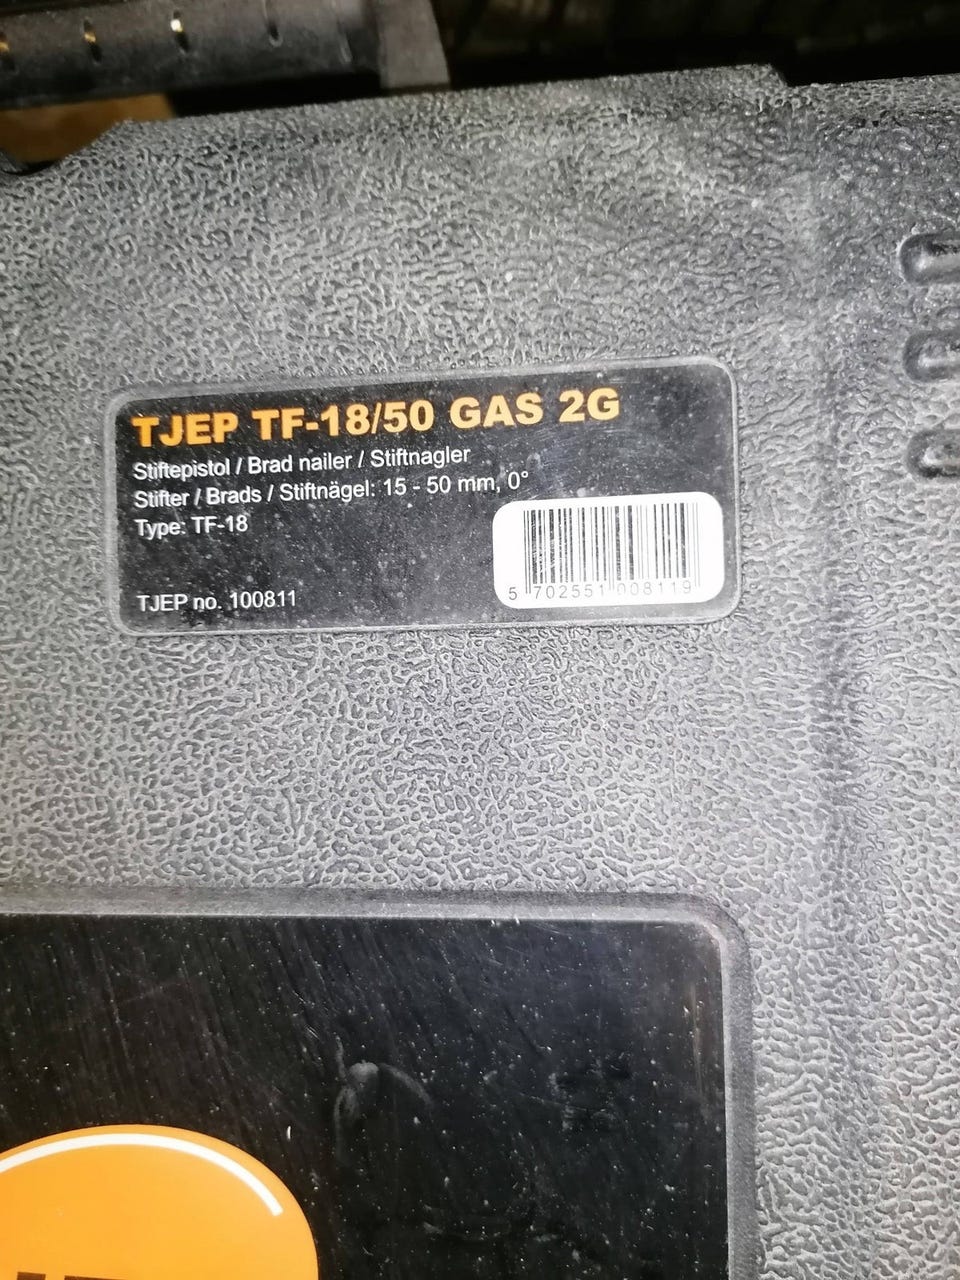 TJEP TF-18/50 GAS 2G
Stiftepistol / Brad nailer / Stiftnagler
Stifter / Brads / Stiftnägel: 15 - 50 mm, 0°
Type: TF-18
TJEP no. 100811
5 702551 008119